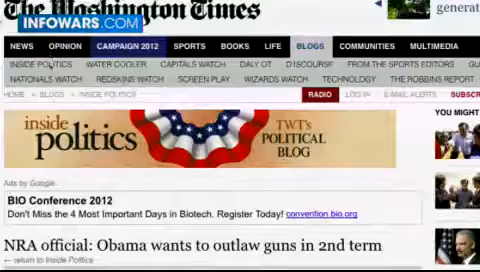 The Washington Times
INFOWARS.COM
NEWS OPINION CAMPAIGN 2012 SPORTS BOOKS LIFE BLOGS COMMUNITIES MULTIMEDIA
INSIDE POLITICS WATER COOLER CAPITALS WATCH DALY OT D1SCOURSE FROM THE SPORTS EDITORS GU
NATIONALS WATCH REDSKINS WATCH SCREEN PLAY WIZARDS WATCH TECHNOLOGY THE ROBBINS REPORT
HOME BLOGS INSIDE POLITICS RADIO LOG IN E-MAIL ALERTS SUBSCR
inside politics
TWT'S POLITICAL BLOG
YOU MIGHT
Ads by Google
BIO Conference 2012
Don't Miss the 4 Most Important Days in Biotech. Register Today! convention.bio.org
NRA official: Obama wants to outlaw guns in 2nd term
← return to Inside Politics